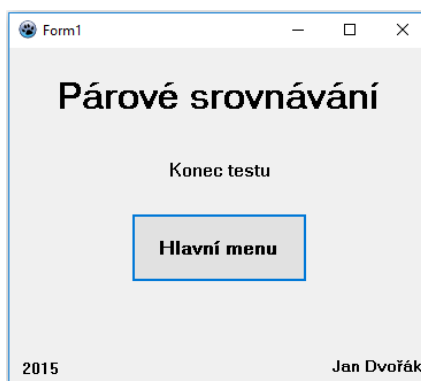 Form1
Párové srovnávání
Konec testu
Hlavní menu
2015 Jan Dvořák